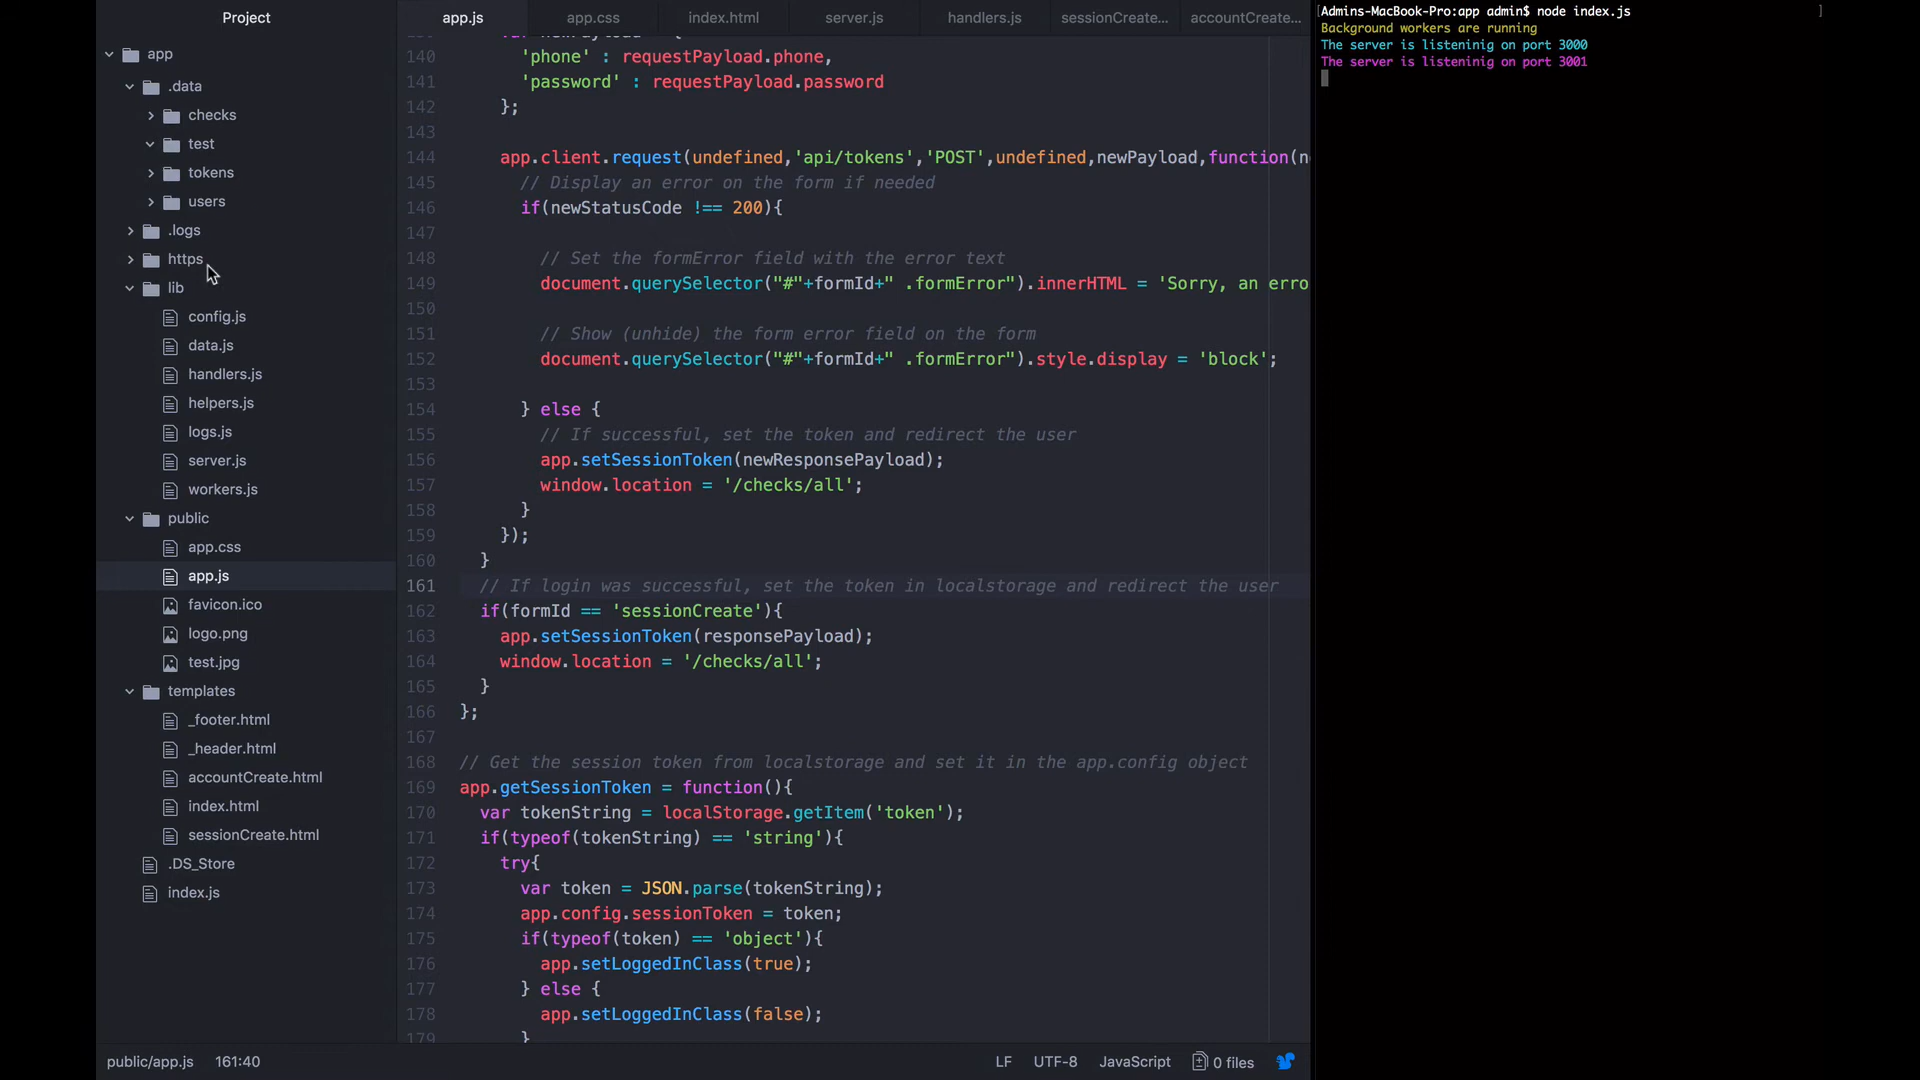 Project
app
.data
checks
test
tokens
users
.logs
https
lib
config.js
data.js
handlers.js
helpers.js
logs.js
server.js
workers.js
public
app.css
app.js
favicon.ico
logo.png
test.jpg
templates
_footer.html
_header.html
accountCreate.html
index.html
sessionCreate.html
.DS_Store
index.js
app.js app.css index.html server.js handlers.js sessionCreate... accountCreate...
140 'phone' : requestPayload.phone,
141 'password' : requestPayload.password
142 };
143
144 app.client.request(undefined,'api/tokens','POST',undefined,newPayload,function(n
145 // Display an error on the form if needed
146 if(newStatusCode !== 200){
147
148 // Set the formError field with the error text
149 document.querySelector("#"+formId+" .formError").innerHTML = 'Sorry, an erro
150
151 // Show (unhide) the form error field on the form
152 document.querySelector("#"+formId+" .formError").style.display = 'block';
153
154 } else {
155 // If successful, set the token and redirect the user
156 app.setSessionToken(newResponsePayload);
157 window.location = '/checks/all';
158 }
159 });
160 }
161 // If login was successful, set the token in localstorage and redirect the user
162 if(formId == 'sessionCreate'){
163 app.setSessionToken(responsePayload);
164 window.location = '/checks/all';
165 }
166 };
167
168 // Get the session token from localstorage and set it in the app.config object
169 app.getSessionToken = function(){
170 var tokenString = localStorage.getItem('token');
171 if(typeof(tokenString) == 'string'){
172 try{
173 var token = JSON.parse(tokenString);
174 app.config.sessionToken = token;
175 if(typeof(token) == 'object'){
176 app.setLoggedInClass(true);
177 } else {
178 app.setLoggedInClass(false);
179 }
public/app.js 161:40 LF UTF-8 JavaScript 0 files
[Admins-MacBook-Pro:app admin$ node index.js ]
Background workers are running
The server is listeninig on port 3000
The server is listeninig on port 3001